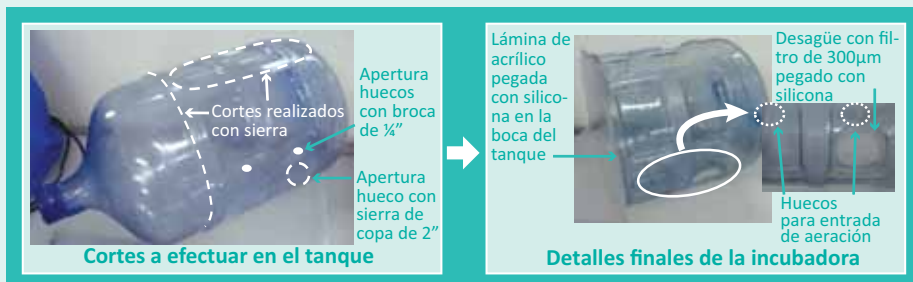 Cortes realizados
con sierra
Apertura
huecos
con broca
de ¼”
Apertura
hueco con
sierra de
copa de 2”
Cortes a efectuar en el tanque
Lámina de
acrílico
pegada
con silico-
na en la
boca del
tanque
Desagüe con fil-
tro de 300µm
pegado con
silicona
Huecos
para entrada
de aeración
Detalles finales de la incubadora